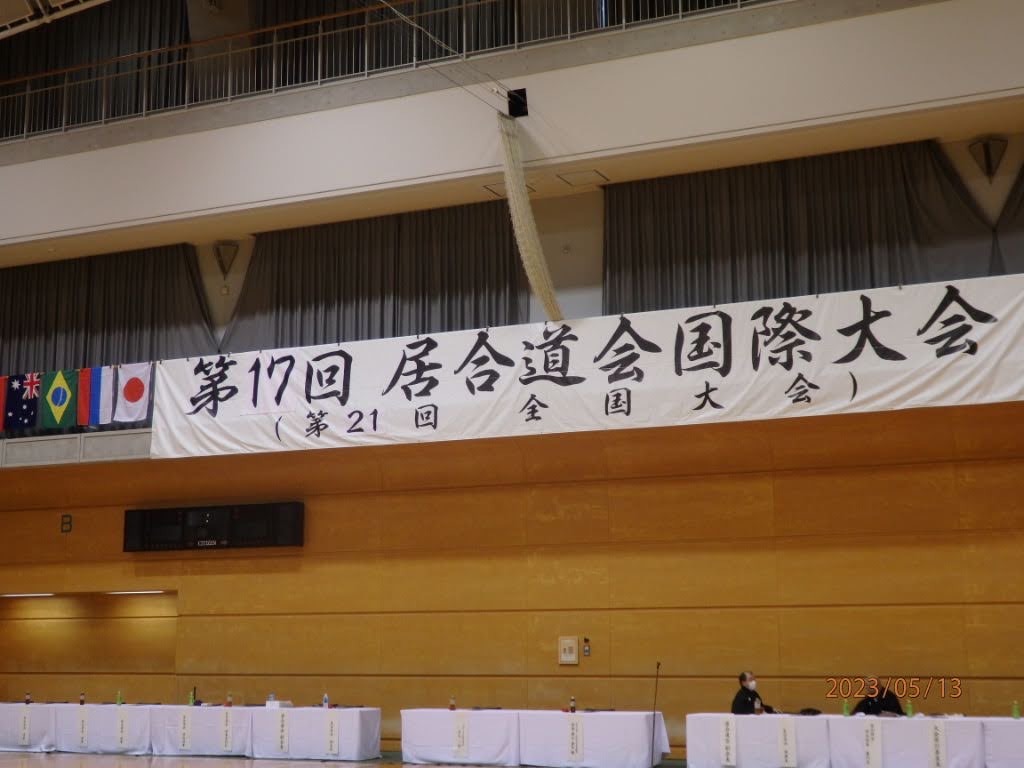 第17回 居合道会国際大会
(第21回 全国大会)
B
CITIZEN
2023/05/13